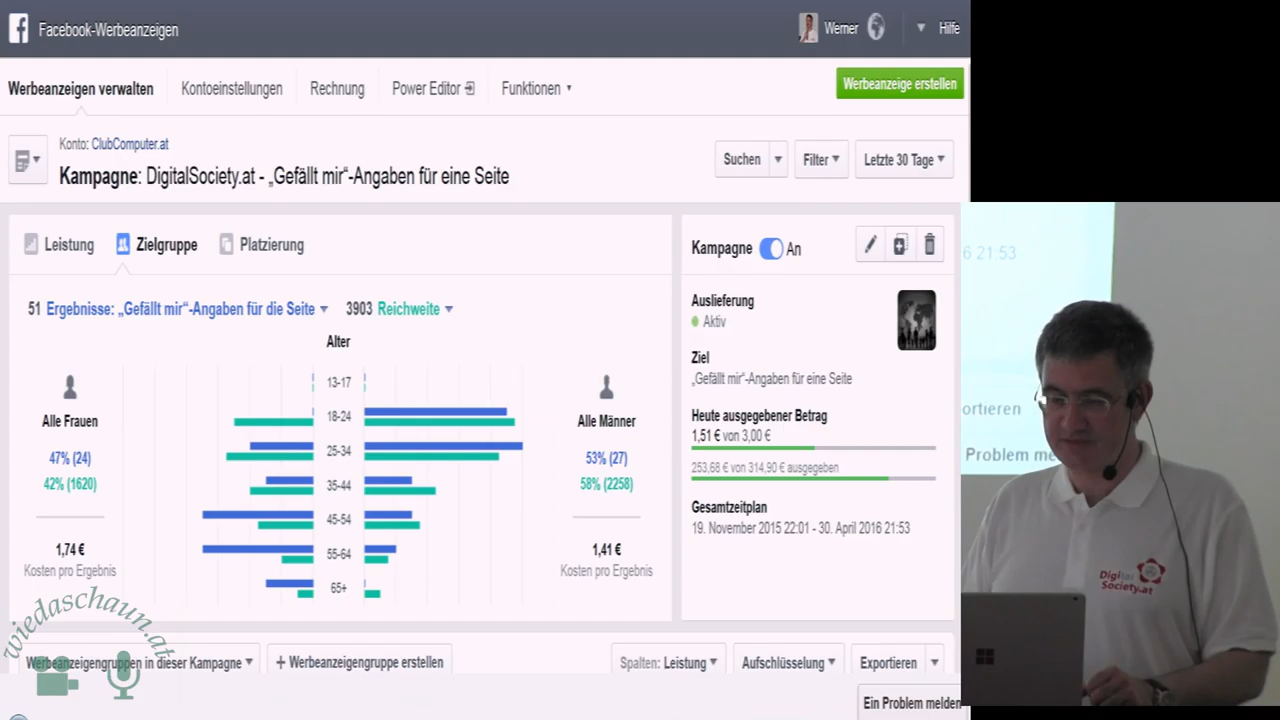 Facebook-Werbeanzeigen
Werner
Hilfe
Werbeanzeigen verwalten
Kontoeinstellungen
Rechnung
Power Editor
Funktionen
Werbeanzeige erstellen
Konto: ClubComputer.at
Kampagne: DigitalSociety.at - „Gefällt mir“-Angaben für eine Seite
Suchen
Filter
Letzte 30 Tage
Leistung
Zielgruppe
Platzierung
51 Ergebnisse: „Gefällt mir“-Angaben für die Seite
3903 Reichweite
Alter
13-17
18-24
25-34
35-44
45-54
55-64
65+
Alle Frauen
47% (24)
42% (1620)
1,74 €
Kosten pro Ergebnis
Alle Männer
53% (27)
58% (2258)
1,41 €
Kosten pro Ergebnis
Kampagne
An
Auslieferung
Aktiv
Ziel
„Gefällt mir“-Angaben für eine Seite
Heute ausgegebener Betrag
1,51 € von 3,00 €
253,68 € von 314,90 € ausgegeben
Gesamtzeitplan
19. November 2015 22:01 - 30. April 2016 21:53
Werbeanzeigengruppen in dieser Kampagne
+ Werbeanzeigengruppe erstellen
Spalten: Leistung
Aufschlüsselung
Exportieren
Ein Problem melden
wiedaschaun.at
6 21:53
ortieren
Problem me
Digital
Society.at